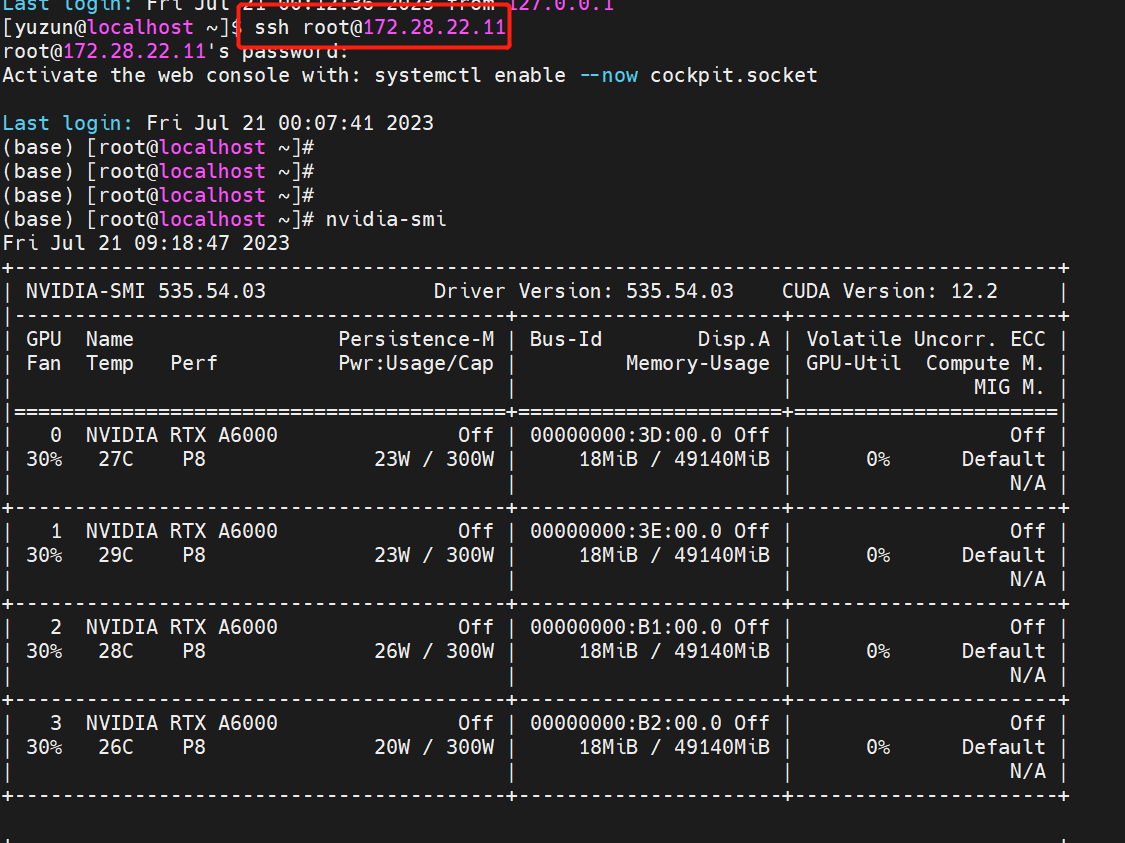 Last login: Fri Jul 21 00:12:36 2023 from 127.0.0.1
[yuzun@localhost ~]$ ssh root@172.28.22.11
root@172.28.22.11's password:
Activate the web console with: systemctl enable --now cockpit.socket
Last login: Fri Jul 21 00:07:41 2023
(base) [root@localhost ~]#
(base) [root@localhost ~]#
(base) [root@localhost ~]#
(base) [root@localhost ~]# nvidia-smi
Fri Jul 21 09:18:47 2023
+---------------------------------------------------------------------------------------+
| NVIDIA-SMI 535.54.03              Driver Version: 535.54.03    CUDA Version: 12.2     |
|-----------------------------------------+----------------------+----------------------+
| GPU  Name                 Persistence-M | Bus-Id        Disp.A | Volatile Uncorr. ECC |
| Fan  Temp   Perf          Pwr:Usage/Cap |         Memory-Usage | GPU-Util  Compute M. |
|                                         |                      |               MIG M. |
|=========================================+======================+======================|
|   0  NVIDIA RTX A6000               Off | 00000000:3D:00.0 Off |                  Off |
| 30%   27C    P8              23W / 300W |     18MiB / 49140MiB |      0%      Default |
|                                         |                      |                  N/A |
+-----------------------------------------+----------------------+----------------------+
|   1  NVIDIA RTX A6000               Off | 00000000:3E:00.0 Off |                  Off |
| 30%   29C    P8              23W / 300W |     18MiB / 49140MiB |      0%      Default |
|                                         |                      |                  N/A |
+-----------------------------------------+----------------------+----------------------+
|   2  NVIDIA RTX A6000               Off | 00000000:B1:00.0 Off |                  Off |
| 30%   28C    P8              26W / 300W |     18MiB / 49140MiB |      0%      Default |
|                                         |                      |                  N/A |
+-----------------------------------------+----------------------+----------------------+
|   3  NVIDIA RTX A6000               Off | 00000000:B2:00.0 Off |                  Off |
| 30%   26C    P8              20W / 300W |     18MiB / 49140MiB |      0%      Default |
|                                         |                      |                  N/A |
+-----------------------------------------+----------------------+----------------------+